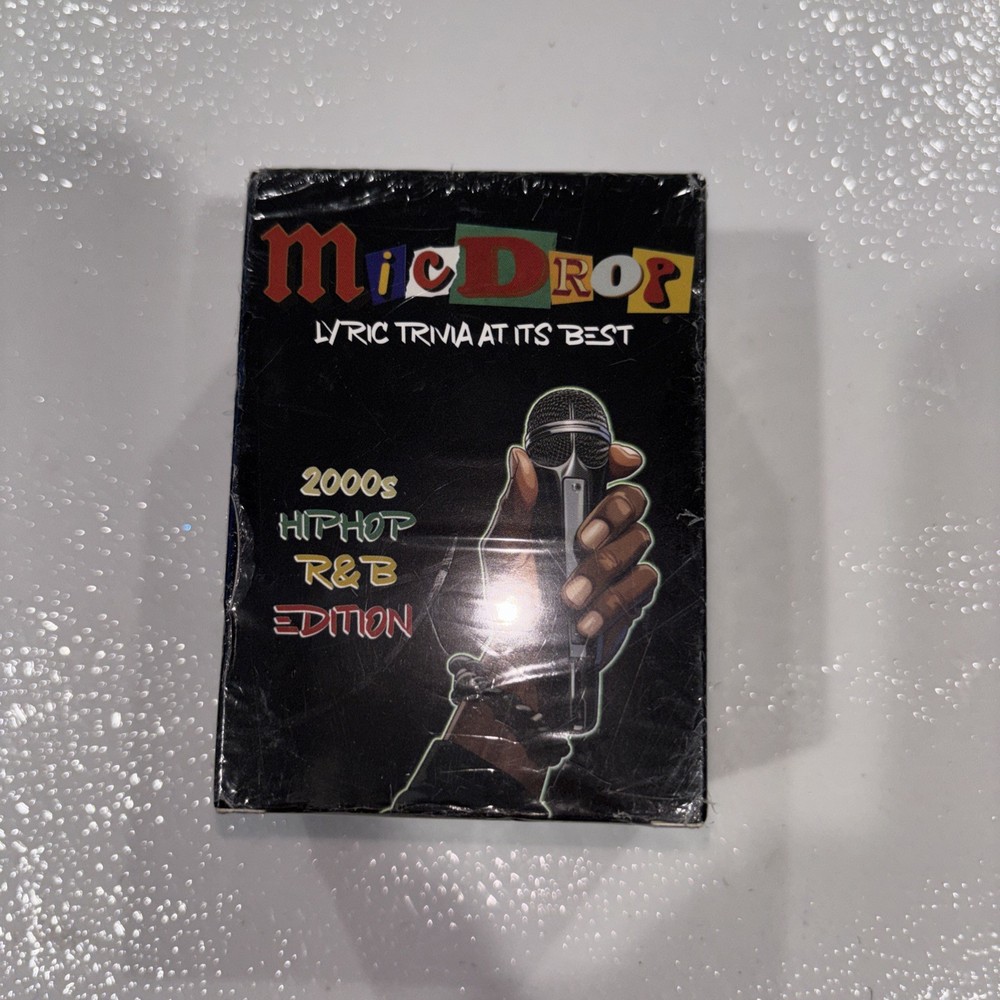 MicDROP
LYRIC TRIVIA AT ITS BEST
2000s
HIPHOP
R&B
EDITION